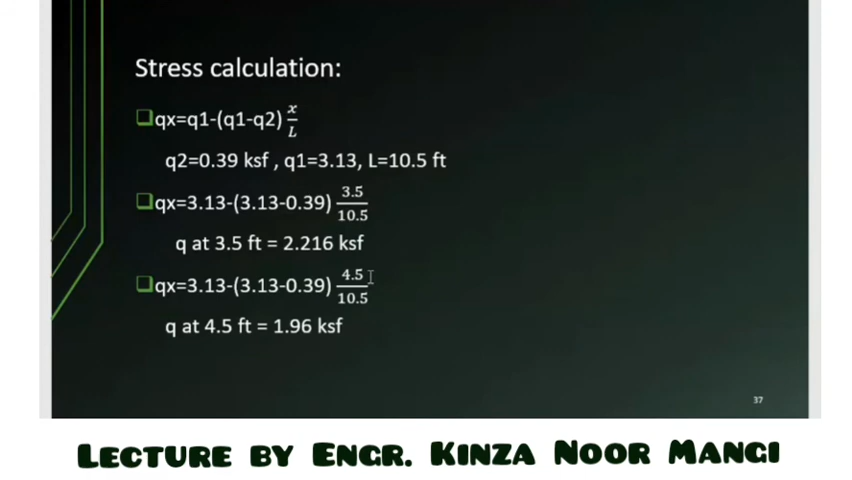 Stress calculation:
qx=q1-(q1-q2) x/L
q2=0.39 ksf , q1=3.13, L=10.5 ft
qx=3.13-(3.13-0.39) 3.5/10.5
q at 3.5 ft = 2.216 ksf
qx=3.13-(3.13-0.39) 4.5/10.5
q at 4.5 ft = 1.96 ksf
37
Lecture by Engr. Kinza Noor Mangi